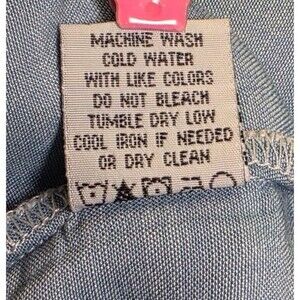 MACHINE WASH
COLD WATER
WITH LIKE COLORS
DO NOT BLEACH
TUMBLE DRY LOW
COOL IRON IF NEEDED
OR DRY CLEAN